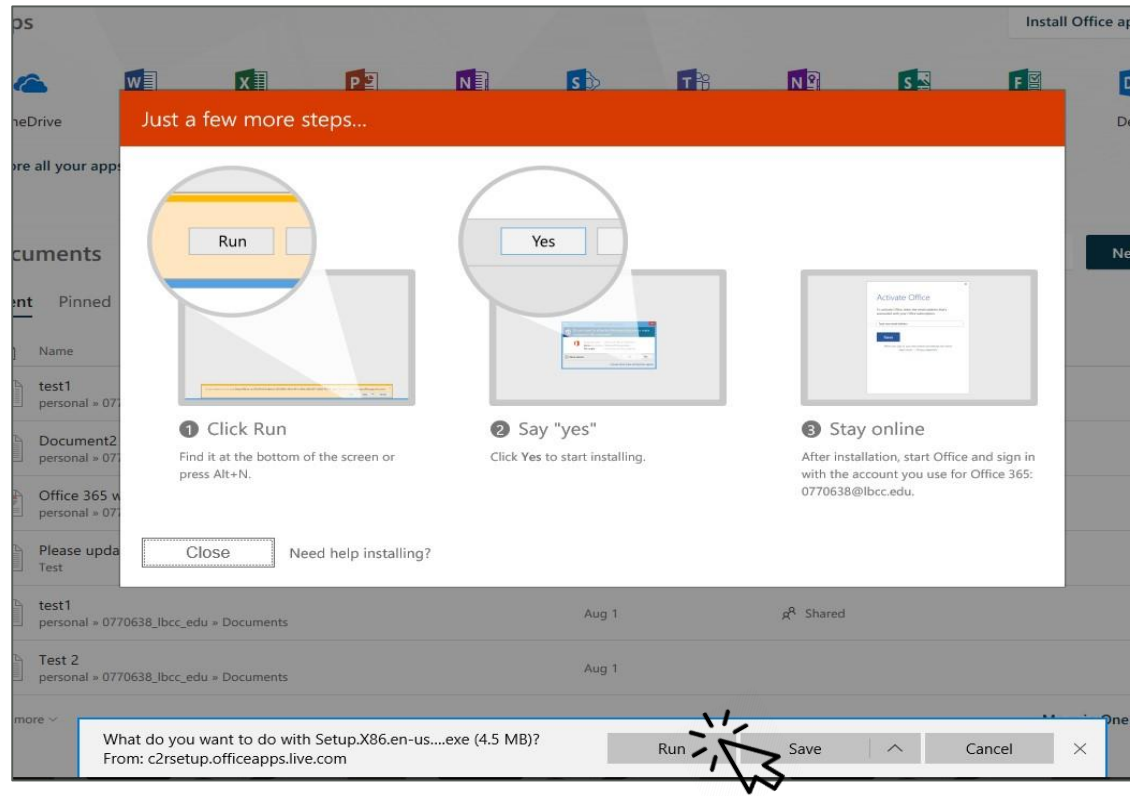 ps
Install Office ap
neDrive
De
ore all your apps
Just a few more steps...
Run
Yes
Activate Office
1 Click Run
Find it at the bottom of the screen or
press Alt+N.
2 Say "yes"
Click Yes to start installing.
3 Stay online
After installation, start Office and sign in
with the account you use for Office 365:
0770638@lbcc.edu.
Close
Need help installing?
cuments
Ne
ent Pinned
Name
test1
personal » 077
Document2
personal » 077
Office 365 w
personal » 077
Please upda
Test
test1
personal » 0770638_lbcc_edu » Documents
Aug 1
Shared
Test 2
personal » 0770638_lbcc_edu » Documents
Aug 1
more
What do you want to do with Setup.X86.en-us....exe (4.5 MB)?
From: c2rsetup.officeapps.live.com
Run
Save
Cancel